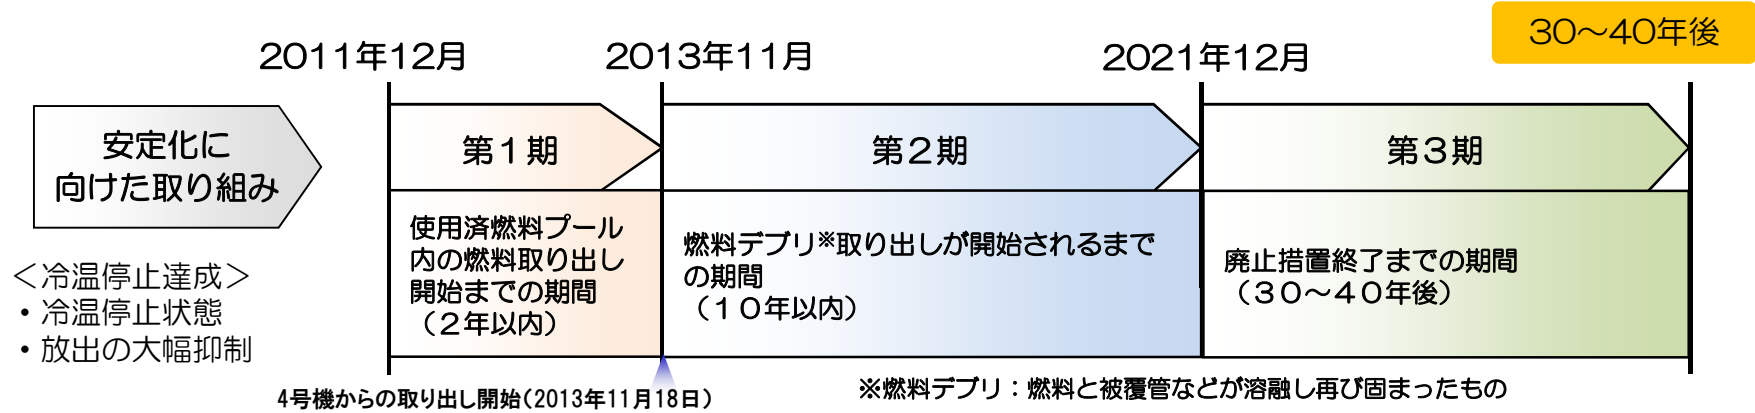 30～40年後
2011年12月
2013年11月
2021年12月
安定化に
向けた取り組み
第１期
第２期
第３期
＜冷温停止達成＞
・冷温停止状態
・放出の大幅抑制
使用済燃料プール
内の燃料取り出し
開始までの期間
（２年以内）
燃料デブリ※取り出しが開始されるまで
の期間
（１０年以内）
廃止措置終了までの期間
（３０～４０年後）
4号機からの取り出し開始（2013年11月18日）
※燃料デブリ：燃料と被覆管などが溶融し再び固まったもの